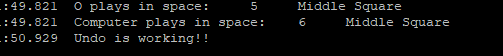 :49.821 O plays in space: 5 Middle Square
:49.821 Computer plays in space: 6 Middle Square
:50.929 Undo is working!!